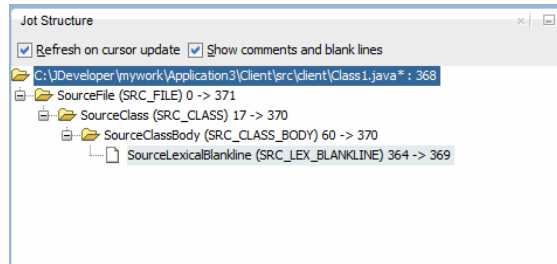 Jot Structure
Refresh on cursor update Show comments and blank lines
C:\JDeveloper\mywork\Application3\Client\src\client\Class1.java* : 368
SourceFile (SRC_FILE) 0 -> 371
SourceClass (SRC_CLASS) 17 -> 370
SourceClassBody (SRC_CLASS_BODY) 60 -> 370
SourceLexicalBlankline (SRC_LEX_BLANKLINE) 364 -> 369